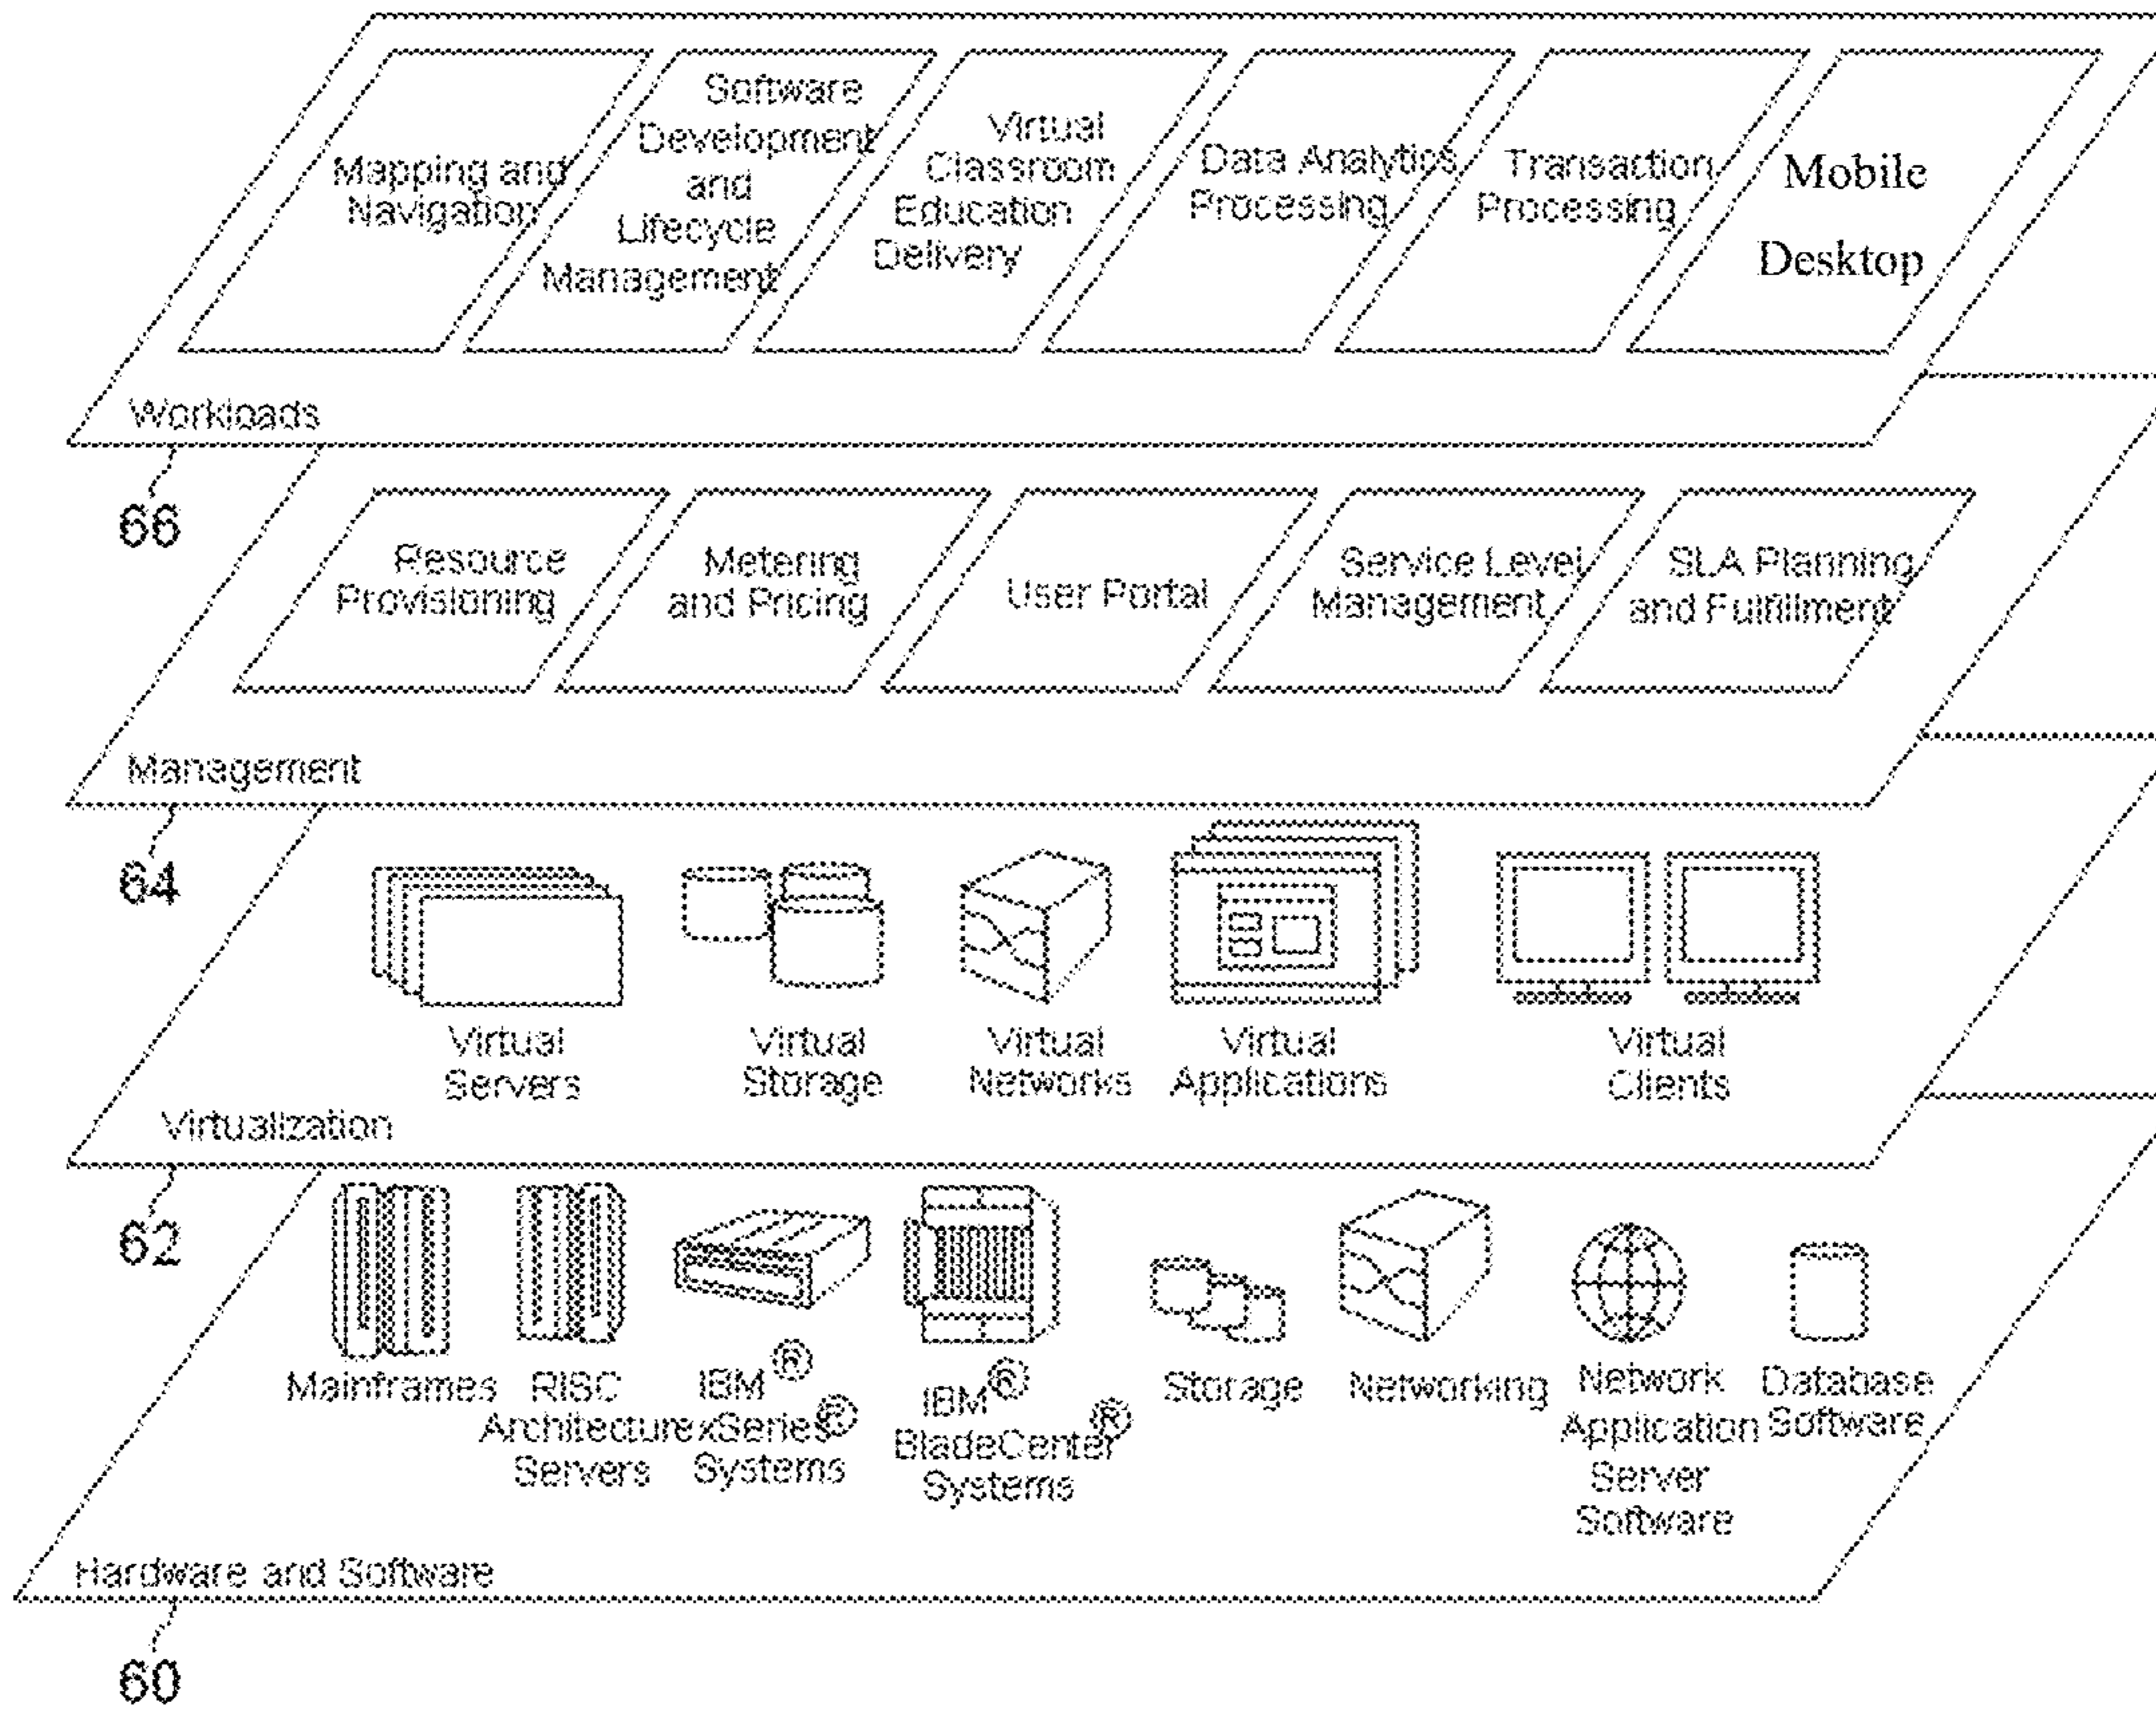 Mapping and
Navigation
Software
Development
and
Lifecycle
Management
Virtual
Classroom
Education
Delivery
Data Analytics
Processing
Transaction
Processing
Mobile
Desktop
Workloads
66
Resource
Provisioning
Metering
and Pricing
User Portal
Service Level
Management
SLA Planning
and Fulfillment
Management
64
Virtual
Servers
Virtual
Storage
Virtual
Networks
Virtual
Applications
Virtual
Clients
Virtualization
62
Mainframes
RISC
Architecture
Servers
IBM®
xSeries®
Systems
IBM®
BladeCenter®
Systems
Storage
Networking
Network
Application
Server
Software
Database
Software
Hardware and Software
60